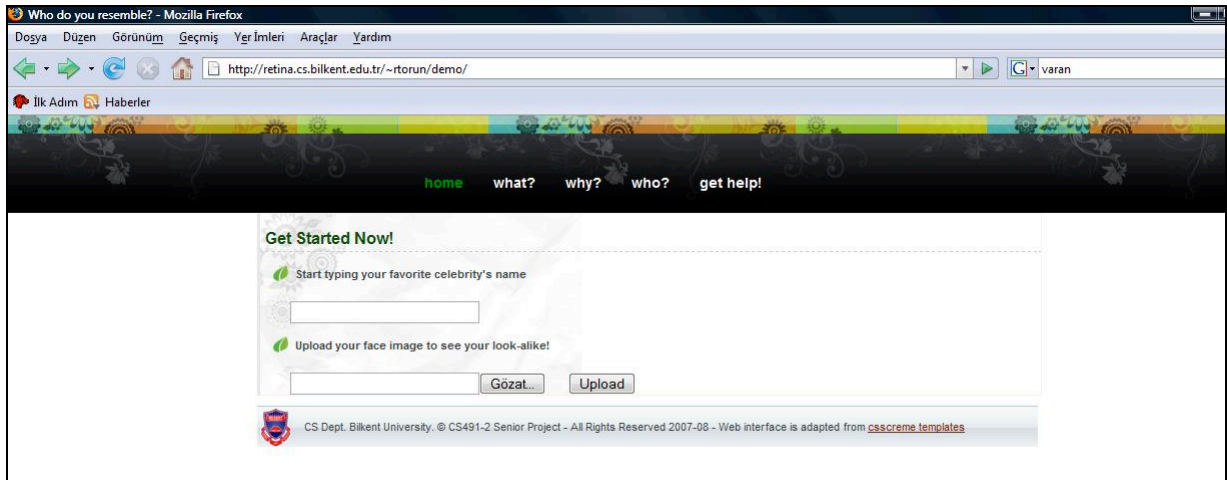 Who do you resemble? - Mozilla Firefox
Dosya Düzen Görünüm Geçmiş Yer İmleri Araçlar Yardım
http://retina.cs.bilkent.edu.tr/~rtorun/demo/ G varan
İlk Adım Haberler
home what? why? who? get help!
Get Started Now!
Start typing your favorite celebrity's name
Upload your face image to see your look-alike!
Gözat... Upload
CS Dept. Bilkent University. © CS491-2 Senior Project - All Rights Reserved 2007-08 - Web interface is adapted from csscreme templates